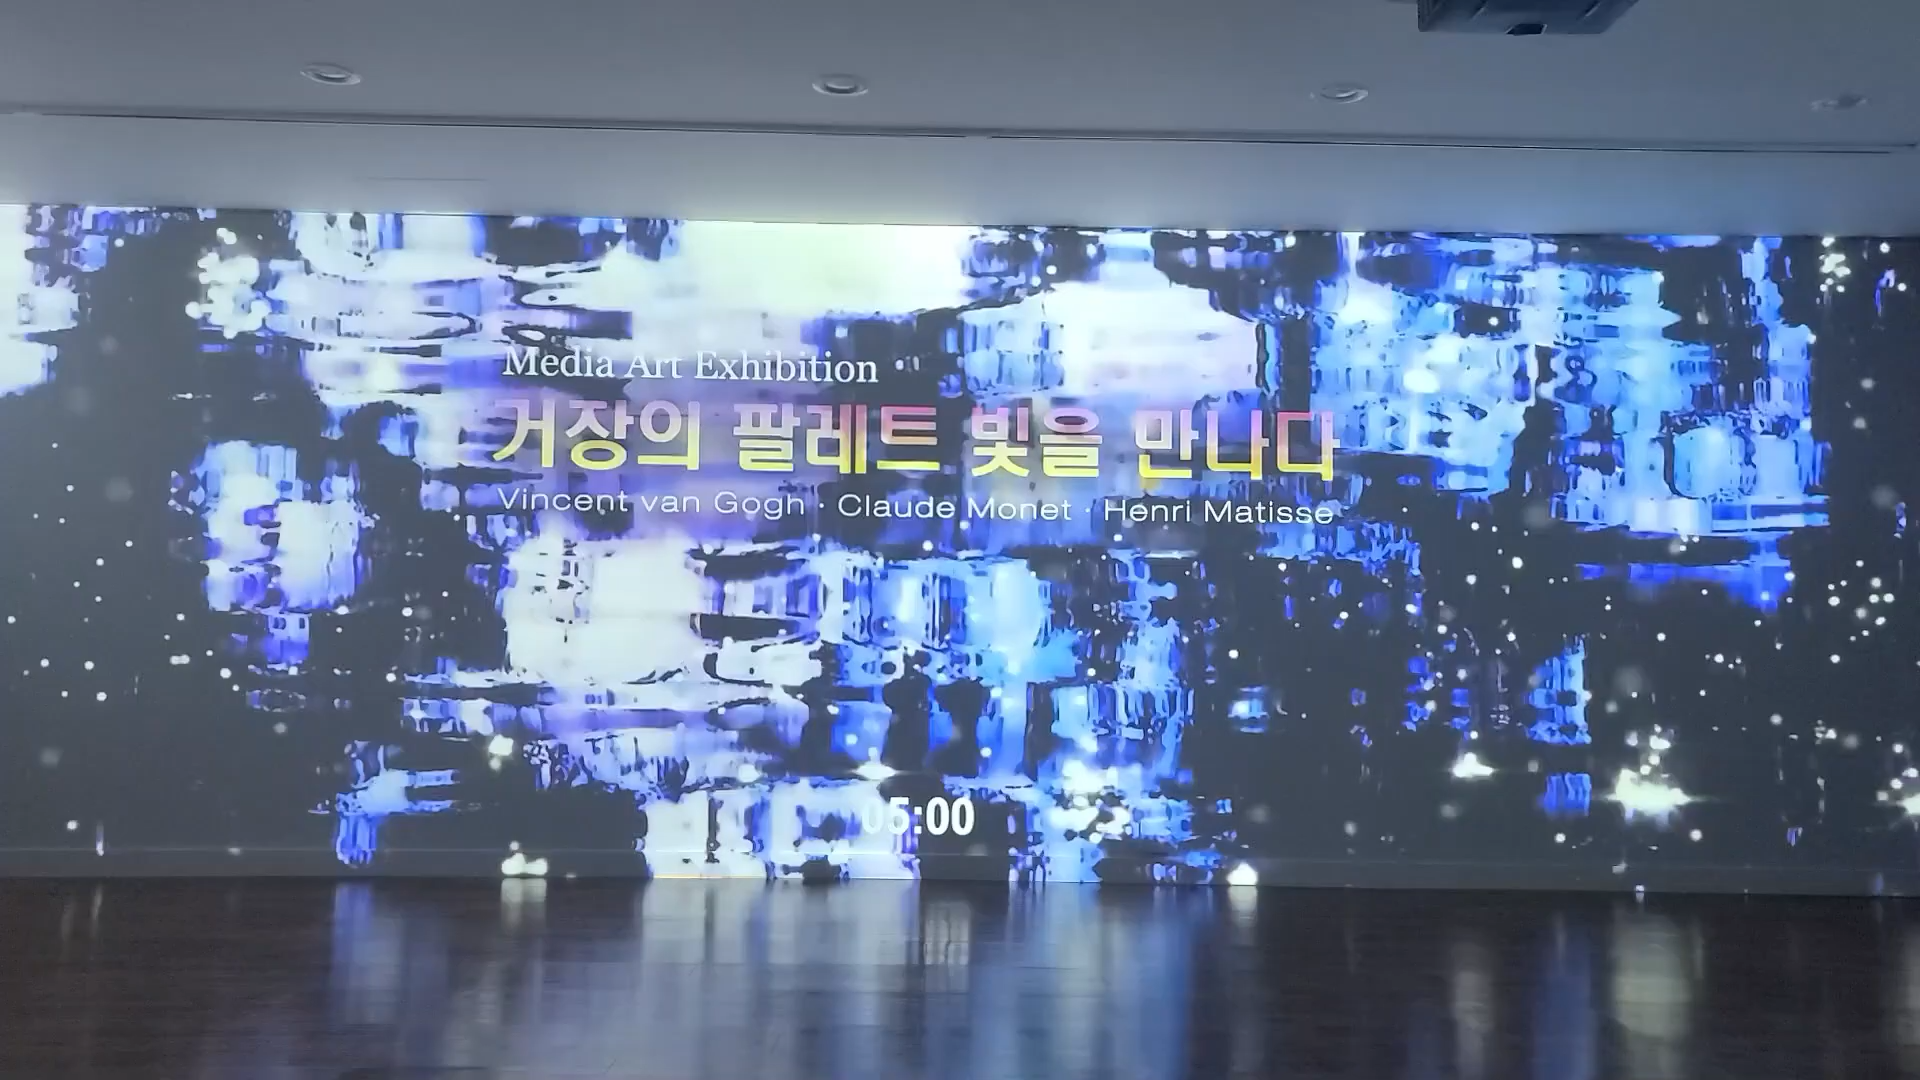 Media Art Exhibition
거장의 팔레트 빛을 만나다
Vincent van Gogh · Claude Monet · Henri Matisse
05:00